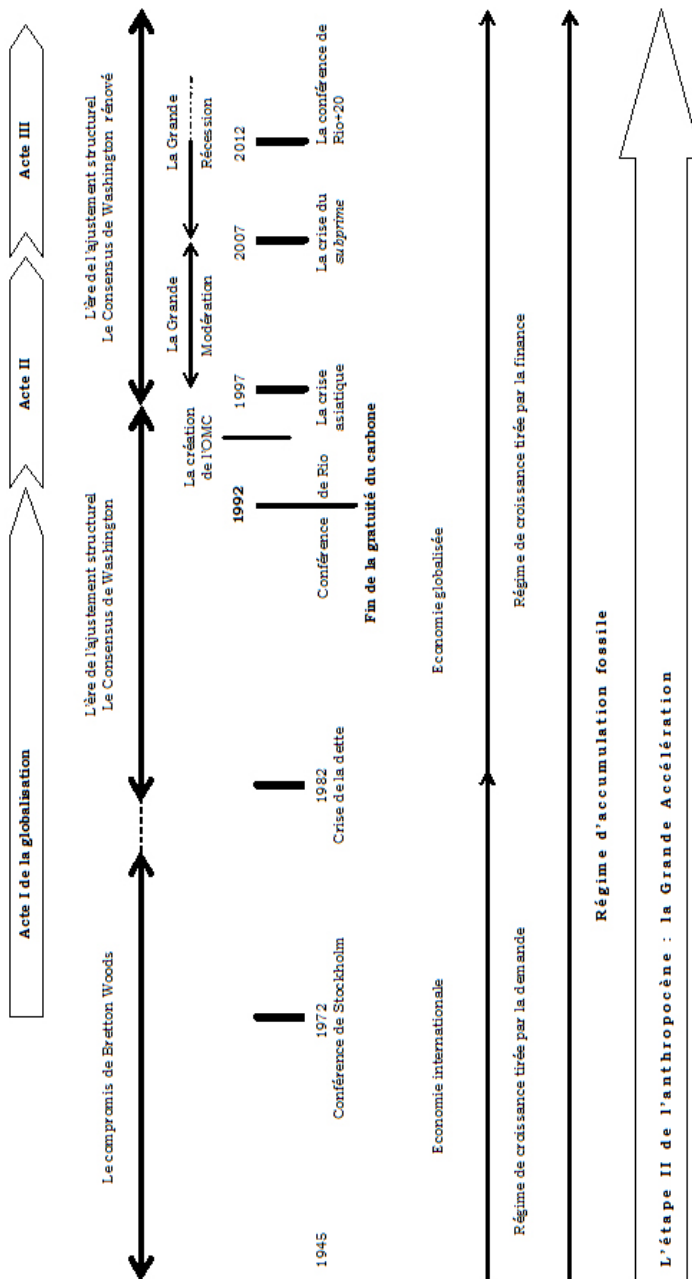 Acte I de la globalisation
Acte II
Acte III
Le compromis de Bretton Woods
L'ère de l'ajustement structurel
Le Consensus de Washington
L'ère de l'ajustement structurel
Le Consensus de Washington rénové
La Grande
Modération
La Grande
Récession
La création
de l'OMC
1945
1972
Conférence de Stockholm
1982
Crise de la dette
1992
Conférence de Rio
Fin de la gratuité du carbone
1997
La crise
asiatique
2007
La crise du
subprime
2012
La conférence de
Rio+20
Economie internationale
Economie globalisée
Régime de croissance tirée par la demande
Régime de croissance tirée par la finance
Régime d'accumulation fossile
L'étape II de l'anthropocène : la Grande Accélération